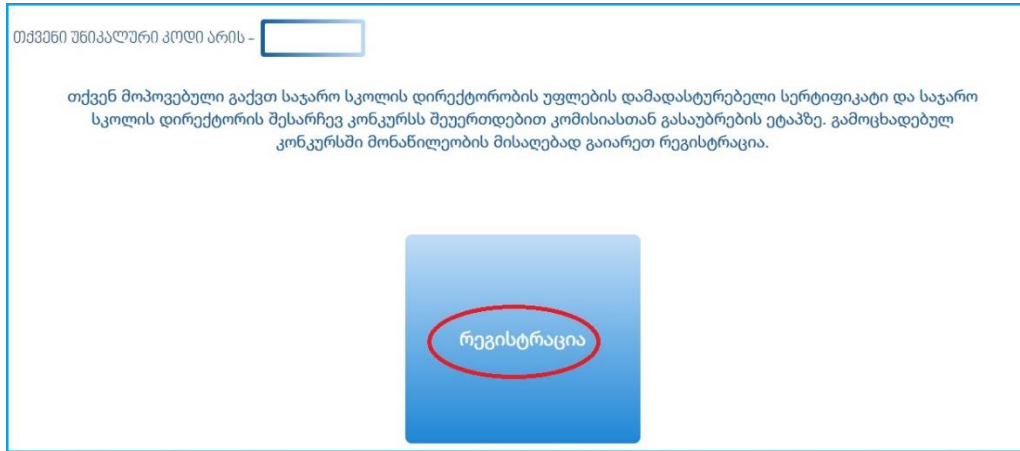 თქვენი უნიკალური კოდი არის -
თქვენ მოპოვებული გაქვთ საჯარო სკოლის დირექტორობის უფლების დამადასტურებელი სერტიფიკატი და საჯარო
სკოლის დირექტორის შესარჩევ კონკურსს შეუერთდებით კომისიასთან გასაუბრების ეტაპზე. გამოცხადებულ
კონკურსში მონაწილეობის მისაღებად გაიარეთ რეგისტრაცია.
რეგისტრაცია